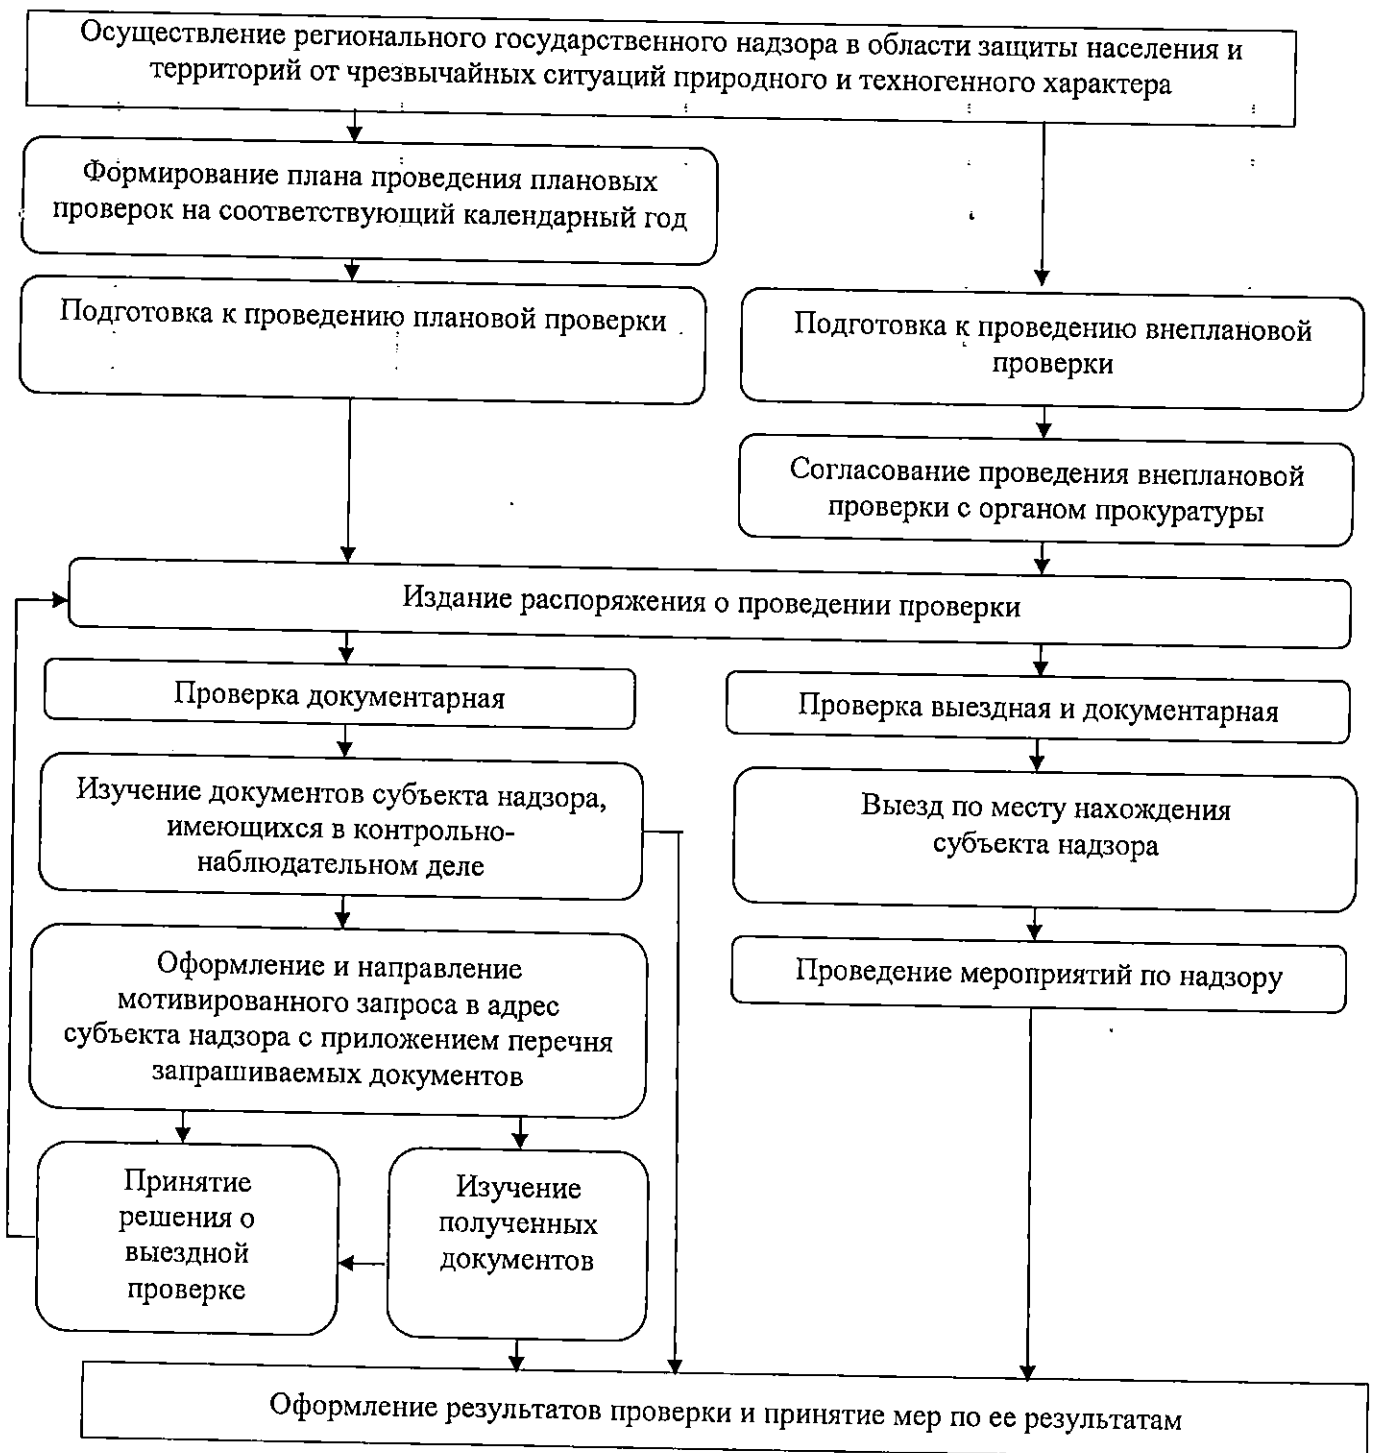 Осуществление регионального государственного надзора в области защиты населения и
территорий от чрезвычайных ситуаций природного и техногенного характера
Формирование плана проведения плановых
проверок на соответствующий календарный год
Подготовка к проведению плановой проверки
Подготовка к проведению внеплановой
проверки
Согласование проведения внеплановой
проверки с органом прокуратуры
Издание распоряжения о проведении проверки
Проверка документарная
Проверка выездная и документарная
Изучение документов субъекта надзора,
имеющихся в контрольно-
наблюдательном деле
Выезд по месту нахождения
субъекта надзора
Оформление и направление
мотивированного запроса в адрес
субъекта надзора с приложением перечня
запрашиваемых документов
Проведение мероприятий по надзору
Принятие
решения о
выездной
проверке
Изучение
полученных
документов
Оформление результатов проверки и принятие мер по ее результатам